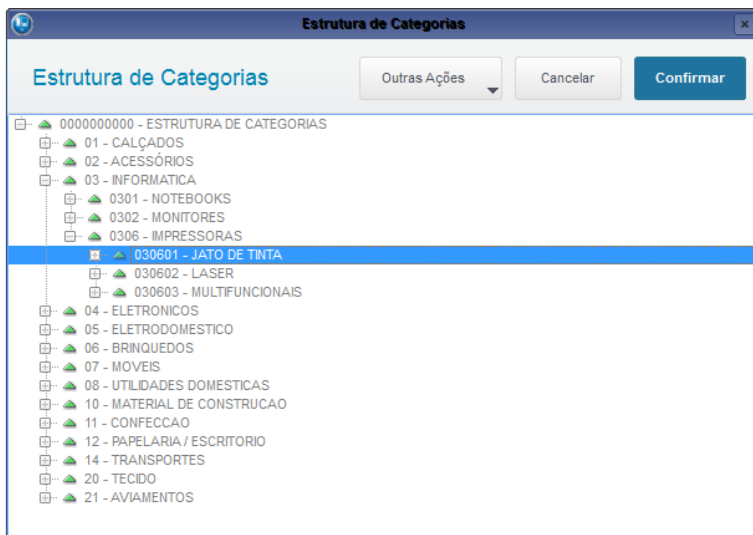 Estrutura de Categorias
Estrutura de Categorias
Outras Ações
Cancelar
Confirmar
0000000000 - ESTRUTURA DE CATEGORIAS
01 - CALÇADOS
02 - ACESSÓRIOS
03 - INFORMATICA
0301 - NOTEBOOKS
0302 - MONITORES
0306 - IMPRESSORAS
030601 - JATO DE TINTA
030602 - LASER
030603 - MULTIFUNCIONAIS
04 - ELETRONICOS
05 - ELETRODOMESTICO
06 - BRINQUEDOS
07 - MOVEIS
08 - UTILIDADES DOMESTICAS
10 - MATERIAL DE CONSTRUCAO
11 - CONFECCAO
12 - PAPELARIA / ESCRITORIO
14 - TRANSPORTES
20 - TECIDO
21 - AVIAMENTOS